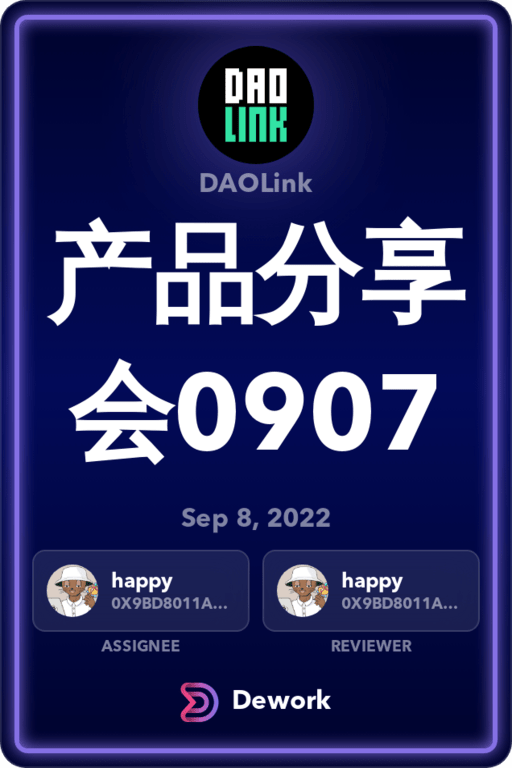 DAO
LINK
DAOLink
产品分享
会0907
Sep 8, 2022
happy
0X9BD8011A...
ASSIGNEE
happy
0X9BD8011A...
REVIEWER
Dework